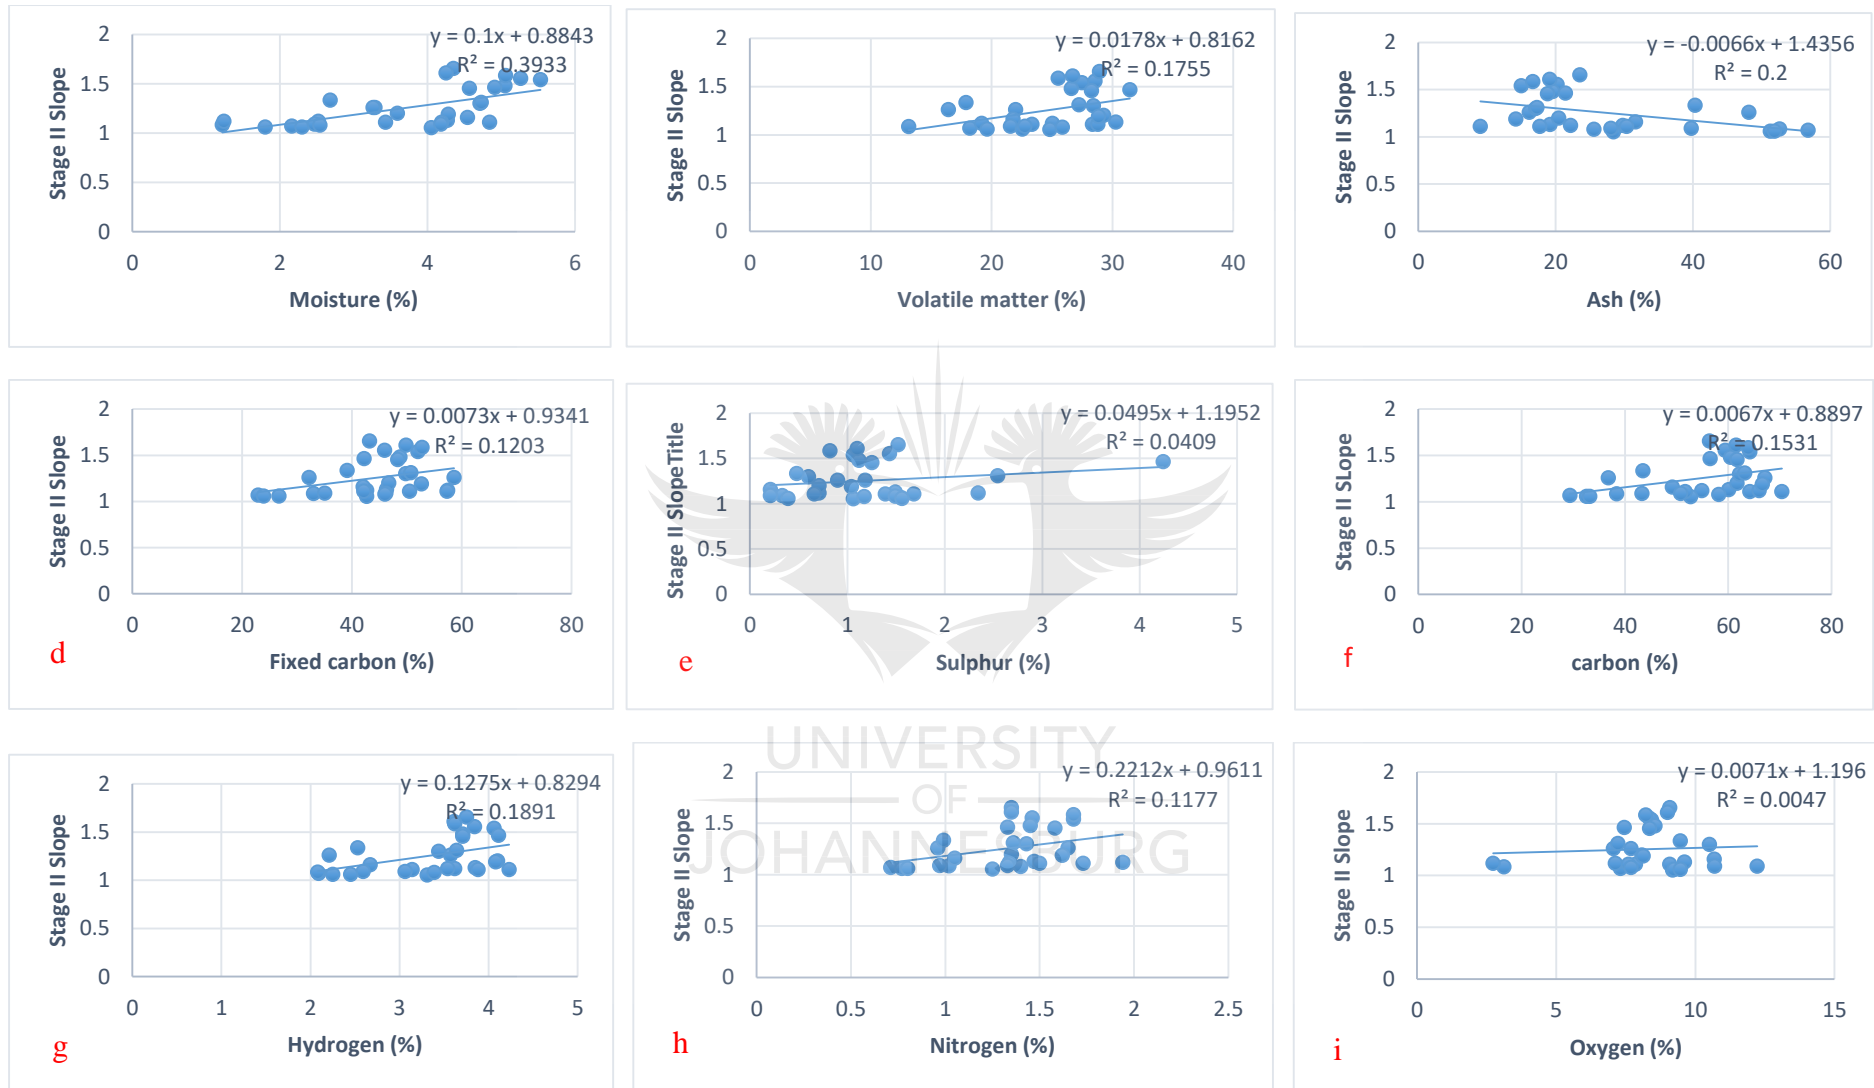 y = 0.1x + 0.8843
R² = 0.3933
2
1.5
1
0.5
0
0 2 4 6
Stage II Slope
Moisture (%)
y = 0.0178x + 0.8162
R² = 0.1755
2
1.5
1
0.5
0
0 10 20 30 40
Stage II Slope
Volatile matter (%)
y = -0.0066x + 1.4356
R² = 0.2
2
1.5
1
0.5
0
0 20 40 60
Stage II Slope
Ash (%)
y = 0.0073x + 0.9341
R² = 0.1203
2
1.5
1
0.5
0
0 20 40 60 80
Stage II Slope
Fixed carbon (%)
d
y = 0.0495x + 1.1952
R² = 0.0409
2
1.5
1
0.5
0
0 1 2 3 4 5
Stage II SlopeTitle
Sulphur (%)
e
y = 0.0067x + 0.8897
R² = 0.1531
2
1.5
1
0.5
0
0 20 40 60 80
Stage II SLope
carbon (%)
f
y = 0.1275x + 0.8294
R² = 0.1891
2
1.5
1
0.5
0
0 1 2 3 4 5
Stage II Slope
Hydrogen (%)
g
y = 0.2212x + 0.9611
R² = 0.1177
2
1.5
1
0.5
0
0 0.5 1 1.5 2 2.5
Stage II Slope
Nitrogen (%)
h
y = 0.0071x + 1.196
R² = 0.0047
2
1.5
1
0.5
0
0 5 10 15
Stage II Slope
Oxygen (%)
i
UNIVERSITY
OF
JOHANNESBURG